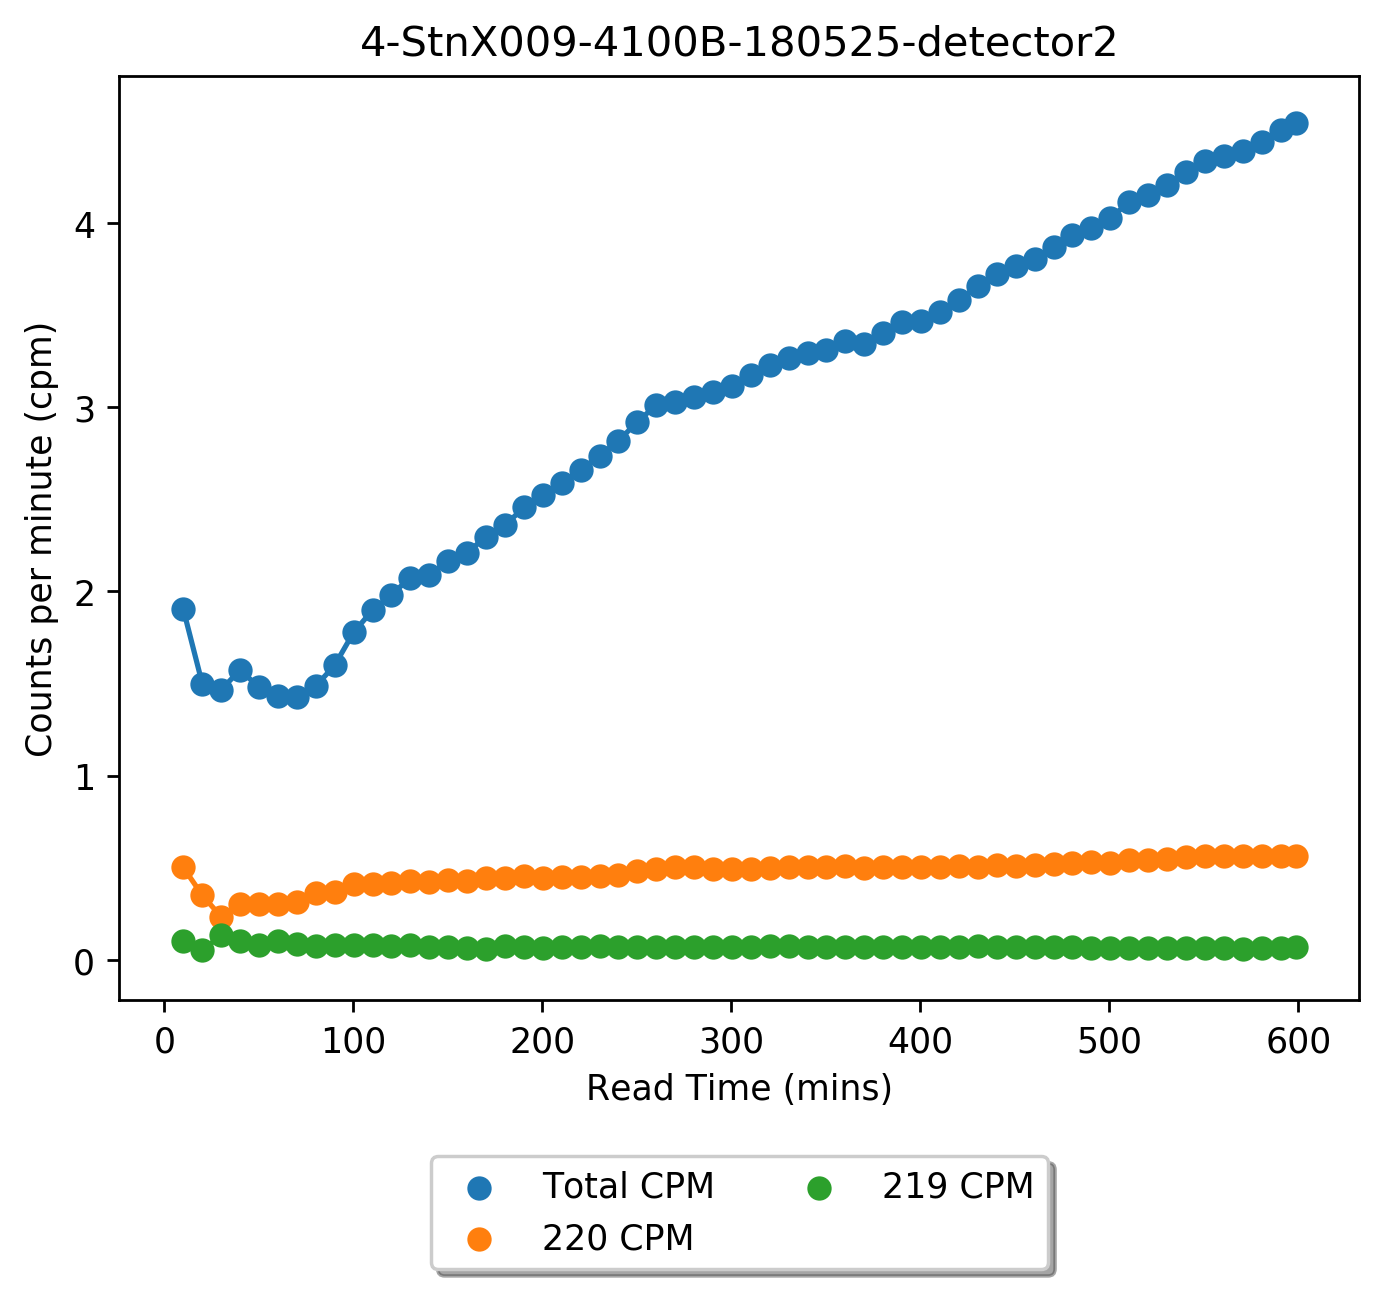 4-StnX009-4100B-180525-detector2
Counts per minute (cpm)
4
3
2
1
0
0 100 200 300 400 500 600
Read Time (mins)
Total CPM 219 CPM
220 CPM